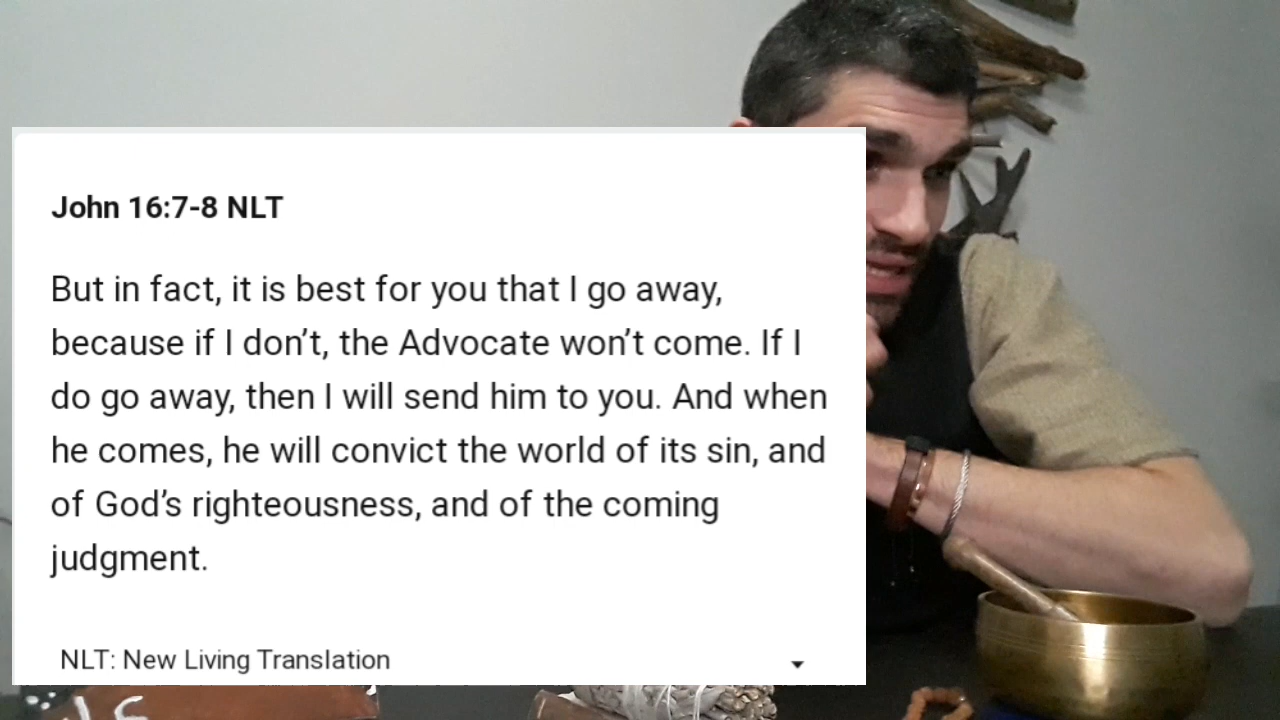 John 16:7-8 NLT
But in fact, it is best for you that I go away,
because if I don’t, the Advocate won’t come. If I
do go away, then I will send him to you. And when
he comes, he will convict the world of its sin, and
of God’s righteousness, and of the coming
judgment.
NLT: New Living Translation